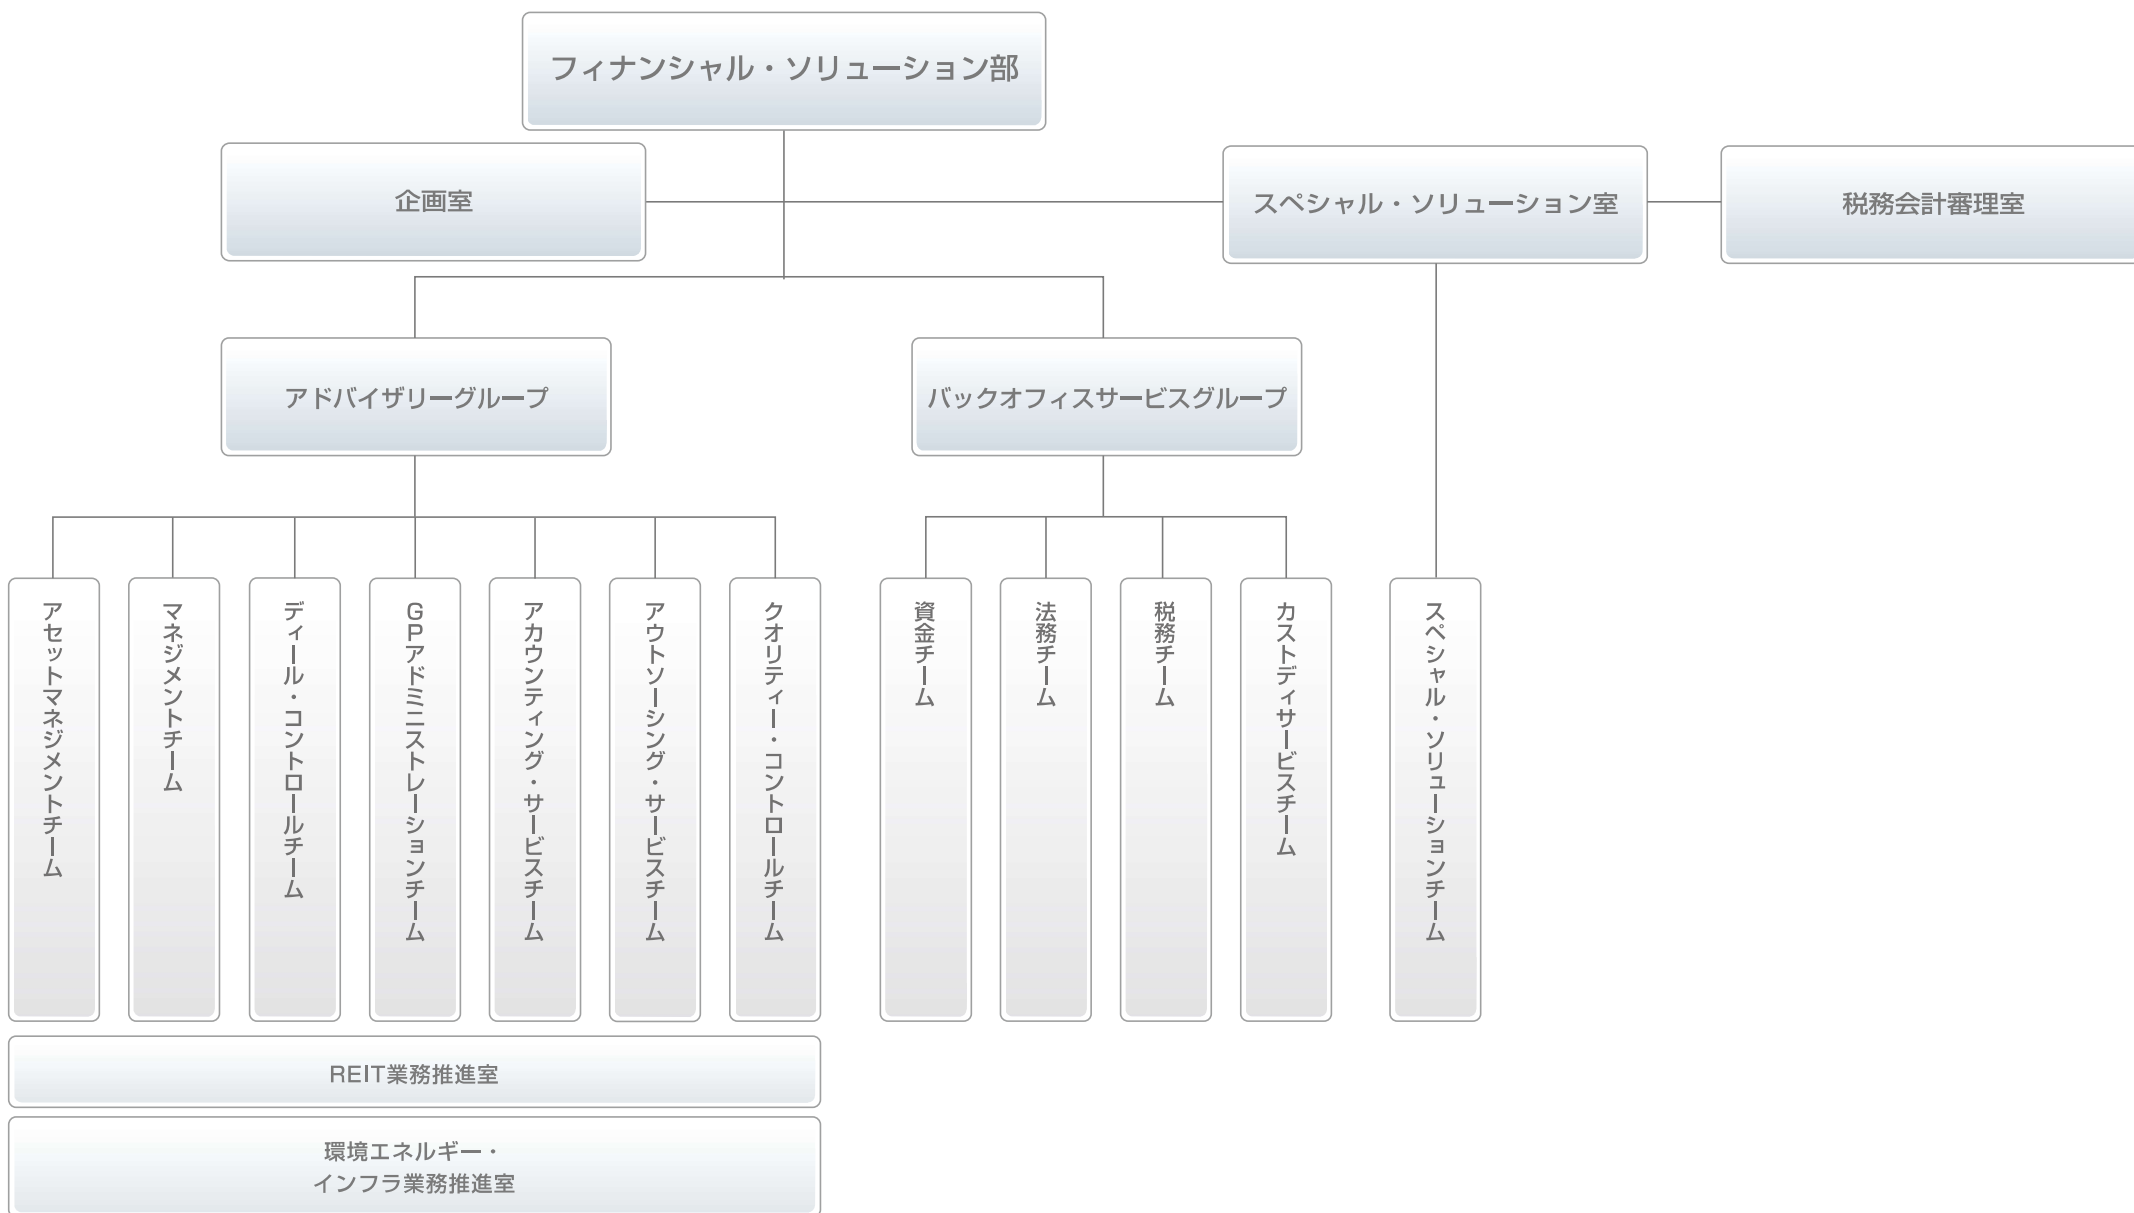 フィナンシャル・ソリューション部
企画室
スペシャル・ソリューション室
税務会計審理室
アドバイザリーグループ
バックオフィスサービスグループ
アセットマネジメントチーム
マネジメントチーム
ディール・コントロールチーム
GPアドミニストレーションチーム
アカウンティング・サービスチーム
アウトソーシング・サービスチーム
クオリティー・コントロールチーム
資金チーム
法務チーム
税務チーム
カストディサービスチーム
スペシャル・ソリューションチーム
REIT業務推進室
環境エネルギー・
インフラ業務推進室